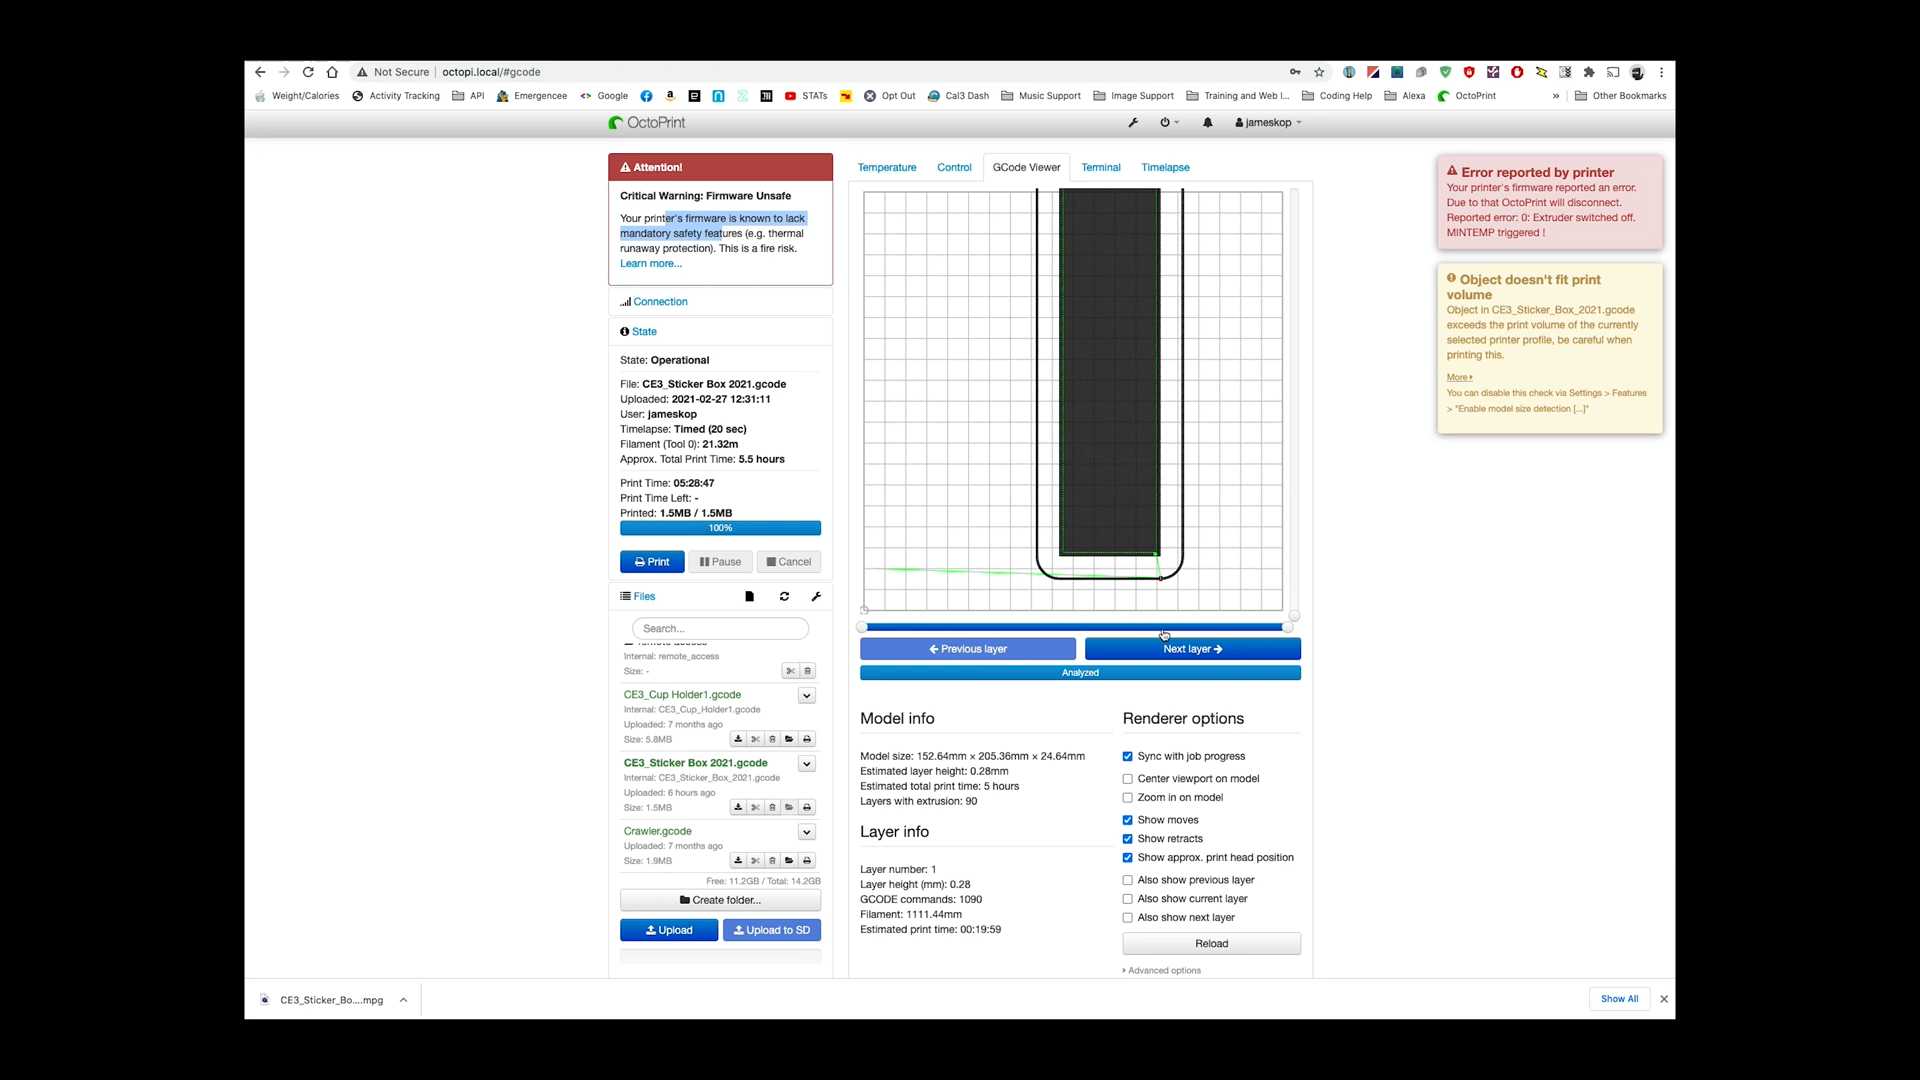 Not Secure | octopi.local/#gcode
Weight/Calories Activity Tracking API Emergencee Google STATs Opt Out Cal3 Dash Music Support Image Support Training and Web I... Coding Help Alexa OctoPrint » Other Bookmarks
OctoPrint
jameskop
Attention!
Critical Warning: Firmware Unsafe
Your printer's firmware is known to lack
mandatory safety features (e.g. thermal
runaway protection). This is a fire risk.
Learn more...
Connection
State
State: Operational
File: CE3_Sticker Box 2021.gcode
Uploaded: 2021-02-27 12:31:11
User: jameskop
Timelapse: Timed (20 sec)
Filament (Tool 0): 21.32m
Approx. Total Print Time: 5.5 hours
Print Time: 05:28:47
Print Time Left: -
Printed: 1.5MB / 1.5MB
100%
Print Pause Cancel
Files
Search...
Internal: remote_access
Size: -
CE3_Cup Holder1.gcode
Internal: CE3_Cup_Holder1.gcode
Uploaded: 7 months ago
Size: 5.8MB
CE3_Sticker Box 2021.gcode
Internal: CE3_Sticker_Box_2021.gcode
Uploaded: 6 hours ago
Size: 1.5MB
Crawler.gcode
Uploaded: 7 months ago
Size: 1.9MB
Free: 11.2GB / Total: 14.2GB
Create folder...
Upload Upload to SD
Temperature Control GCode Viewer Terminal Timelapse
Previous layer Next layer
Analyzed
Model info
Model size: 152.64mm × 205.36mm × 24.64mm
Estimated layer height: 0.28mm
Estimated total print time: 5 hours
Layers with extrusion: 90
Layer info
Layer number: 1
Layer height (mm): 0.28
GCODE commands: 1090
Filament: 1111.44mm
Estimated print time: 00:19:59
Renderer options
Sync with job progress
Center viewport on model
Zoom in on model
Show moves
Show retracts
Show approx. print head position
Also show previous layer
Also show current layer
Also show next layer
Reload
Advanced options
Error reported by printer
Your printer's firmware reported an error.
Due to that OctoPrint will disconnect.
Reported error: 0: Extruder switched off.
MINTEMP triggered !
Object doesn't fit print
volume
Object in CE3_Sticker_Box_2021.gcode
exceeds the print volume of the currently
selected printer profile, be careful when
printing this.
More
You can disable this check via Settings > Features
> "Enable model size detection [...]"
CE3_Sticker_Bo....mpg
Show All